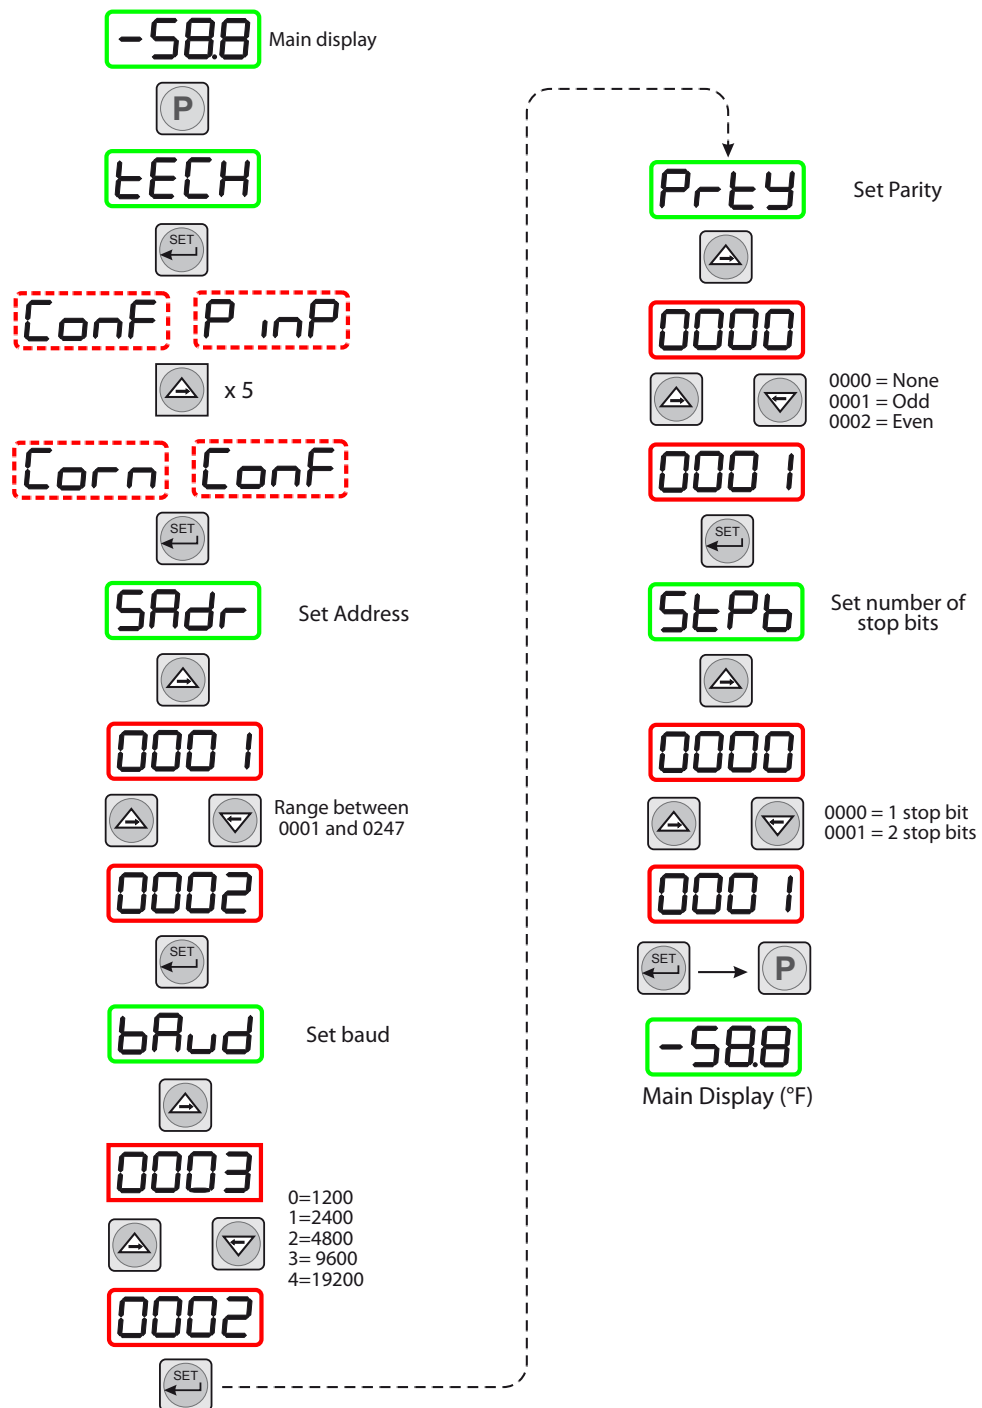 -58.8
Main display
P
tECH
SET
ConF P inP
x 5
Corn ConF
SET
SAdr
Set Address
0001
Range between
0001 and 0247
0002
SET
bAud
Set baud
0003
0=1200
1=2400
2=4800
3= 9600
4=19200
0002
SET
PrtY
Set Parity
0000
0000 = None
0001 = Odd
0002 = Even
0001
SET
StPb
Set number of
stop bits
0000
0000 = 1 stop bit
0001 = 2 stop bits
0001
SET P
-58.8
Main Display (°F)